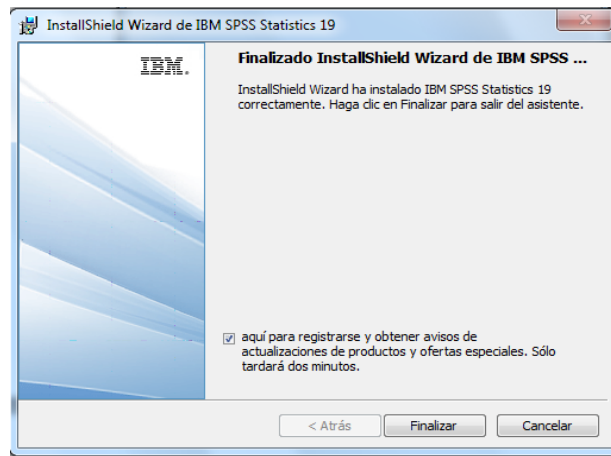 InstallShield Wizard de IBM SPSS Statistics 19
IBM.
Finalizado InstallShield Wizard de IBM SPSS ...
InstallShield Wizard ha instalado IBM SPSS Statistics 19
correctamente. Haga clic en Finalizar para salir del asistente.
aquí para registrarse y obtener avisos de
actualizaciones de productos y ofertas especiales. Sólo
tardará dos minutos.
< Atrás
Finalizar
Cancelar